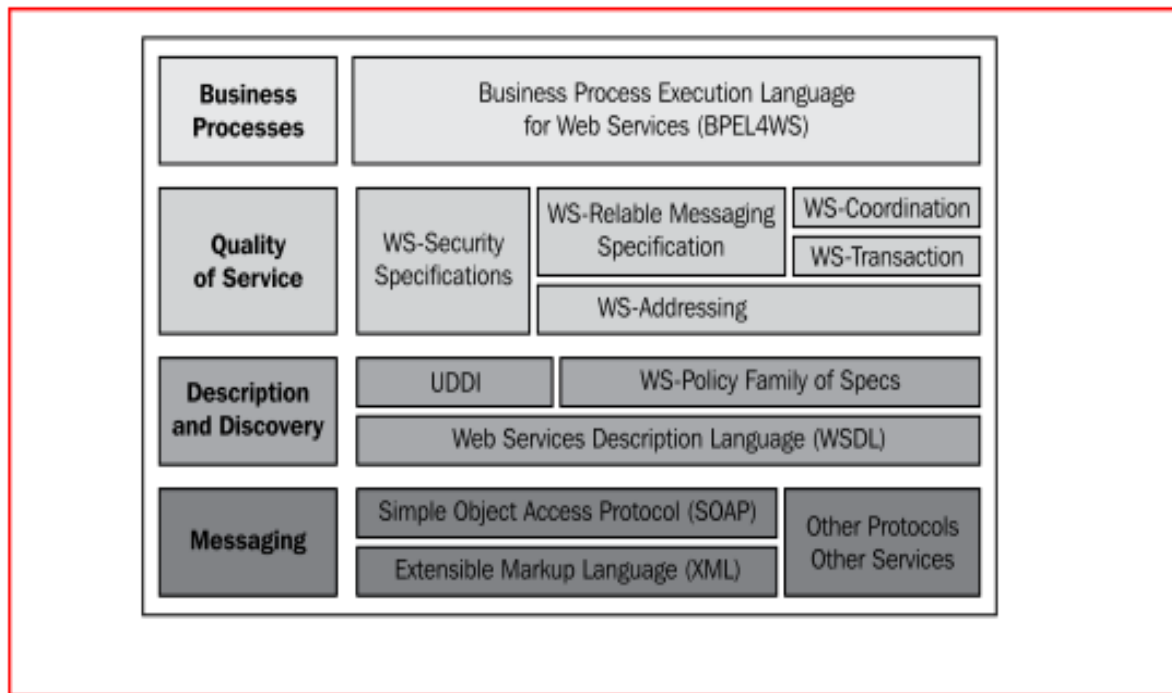 Business
Processes
Business Process Execution Language
for Web Services (BPEL4WS)
Quality
of Service
WS-Security
Specifications
WS-Relable Messaging
Specification
WS-Coordination
WS-Transaction
WS-Addressing
Description
and Discovery
UDDI
WS-Policy Family of Specs
Web Services Description Language (WSDL)
Messaging
Simple Object Access Protocol (SOAP)
Extensible Markup Language (XML)
Other Protocols
Other Services